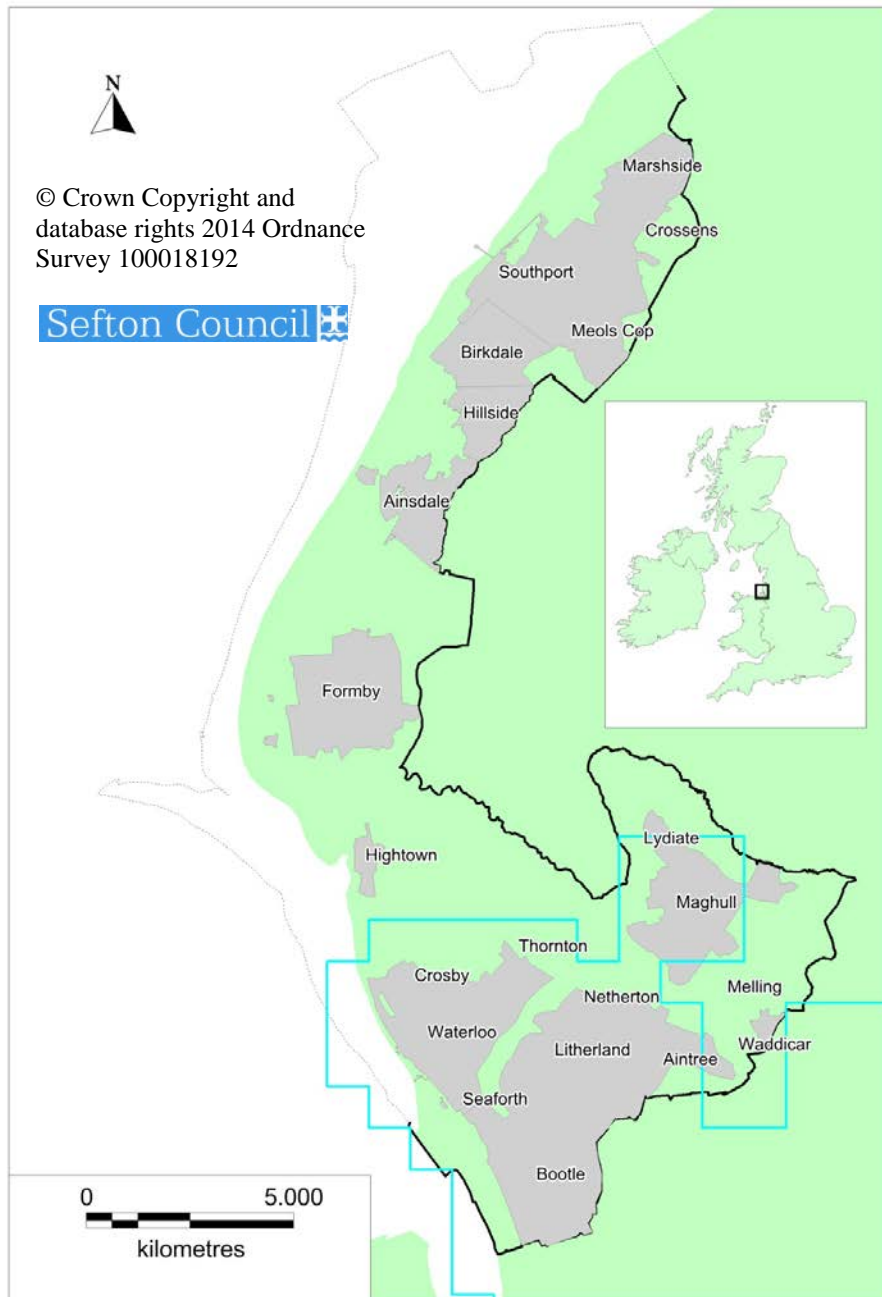 N
© Crown Copyright and
database rights 2014 Ordnance
Survey 100018192
Sefton Council
Marshside
Crossens
Southport
Meols Cop
Birkdale
Hillside
Ainsdale
Formby
Lydiate
Hightown
Maghull
Thornton
Crosby
Melling
Netherton
Waterloo
Litherland
Waddicar
Aintree
Seaforth
Bootle
0 5.000
kilometres